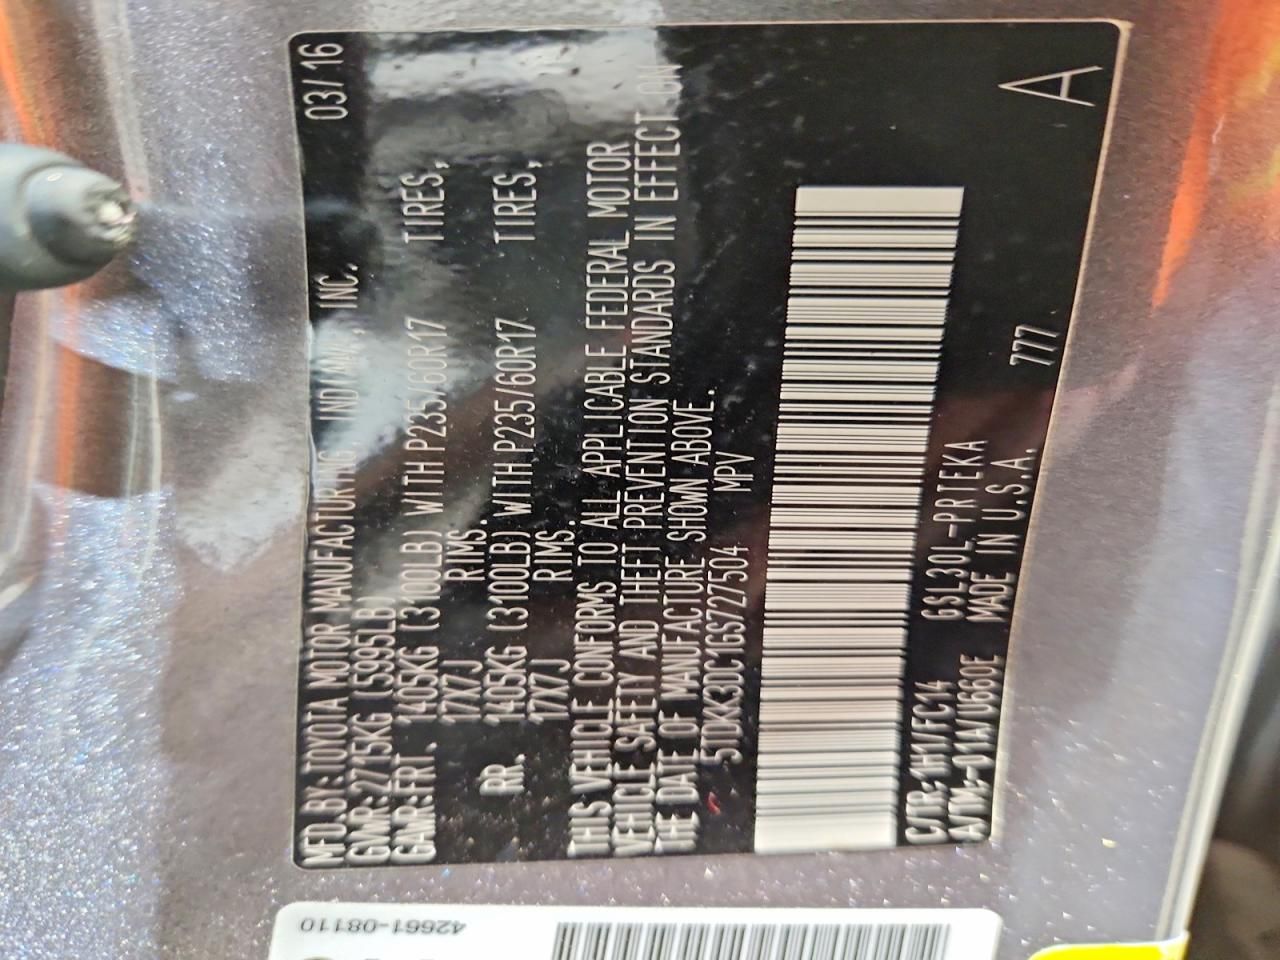 MFD.BY:TOYOTA MOTOR MANUFACTURING, INDIANA, INC. 03/16
GVWR:2715KG(5995LB)
GAWR:FRT. 1405KG (3100LB) WITH P235/60R17 TIRES,
17X7J RIMS.
RR. 1405KG (3100LB) WITH P235/60R17 TIRES,
17X7J RIMS.
THIS VEHICLE CONFORMS TO ALL APPLICABLE FEDERAL MOTOR
VEHICLE SAFETY AND THEFT PREVENTION STANDARDS IN EFFECT ON
THE DATE OF MANUFACTURE SHOWN ABOVE.
5TDKK3DC1GS727504 MPV
C/TR:1H1/FC14 GSL30L-PRTEKA
A/TM:-01A/U660E MADE IN U.S.A. 777
A
42661-08110